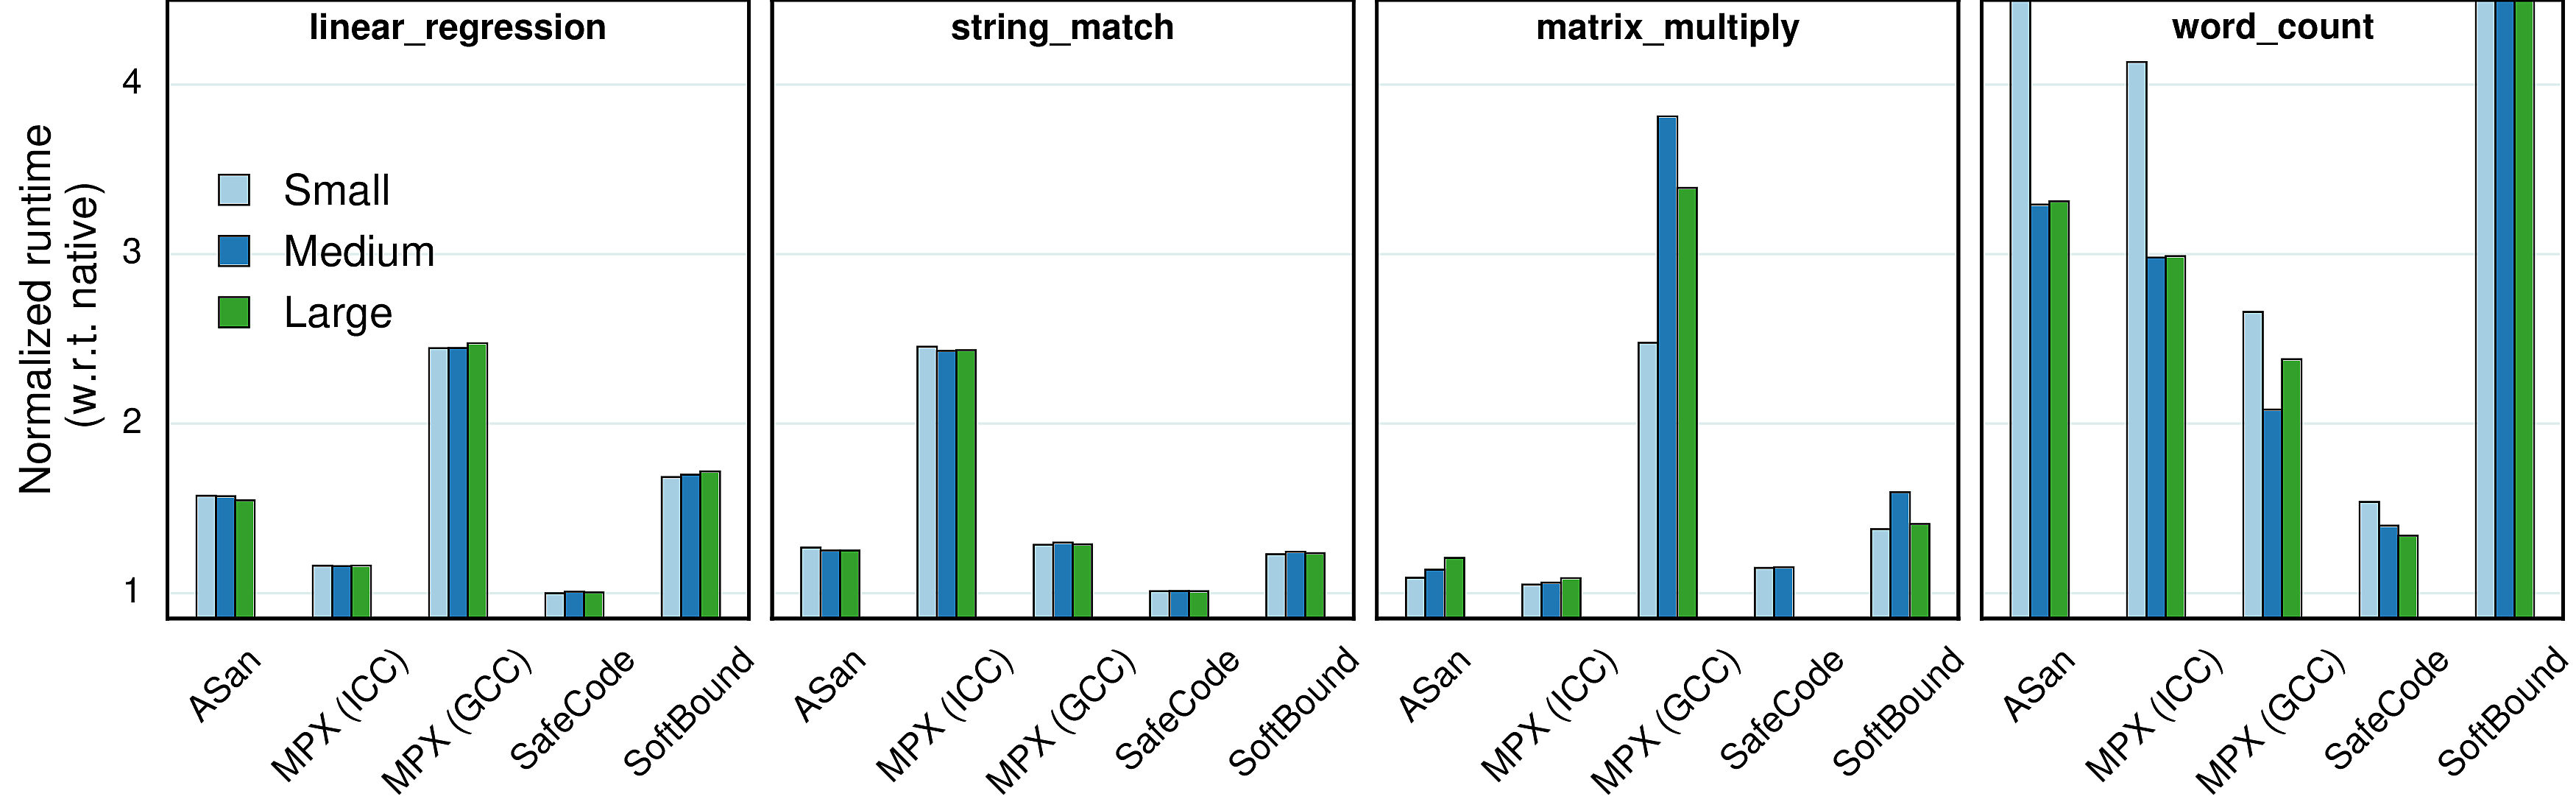 linear_regression
string_match
matrix_multiply
word_count
Normalized runtime
(w.r.t. native)
4
3
2
1
Small
Medium
Large
ASan
MPX (ICC)
MPX (GCC)
SafeCode
SoftBound
ASan
MPX (ICC)
MPX (GCC)
SafeCode
SoftBound
ASan
MPX (ICC)
MPX (GCC)
SafeCode
SoftBound
ASan
MPX (ICC)
MPX (GCC)
SafeCode
SoftBound